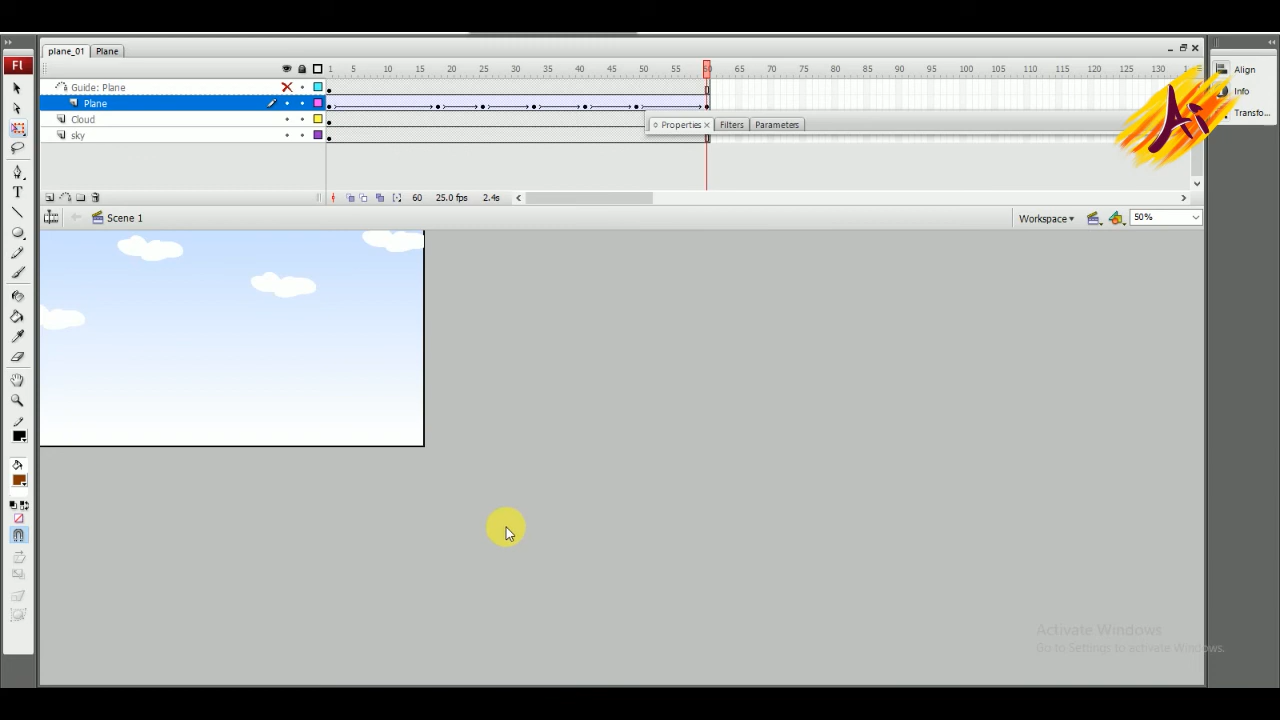 plane_01 Plane
Fl
1 5 10 15 20 25 30 35 40 45 50 55 60 65 70 75 80 85 90 95 100 105 110 115 120 125 130
Align
Guide: Plane
Info
Plane
Ai
Transfo...
Cloud
Properties Filters Parameters
sky
T
60 25.0 fps 2.4s
Scene 1
Workspace 50%
Activate Windows
Go to Settings to activate Windows.